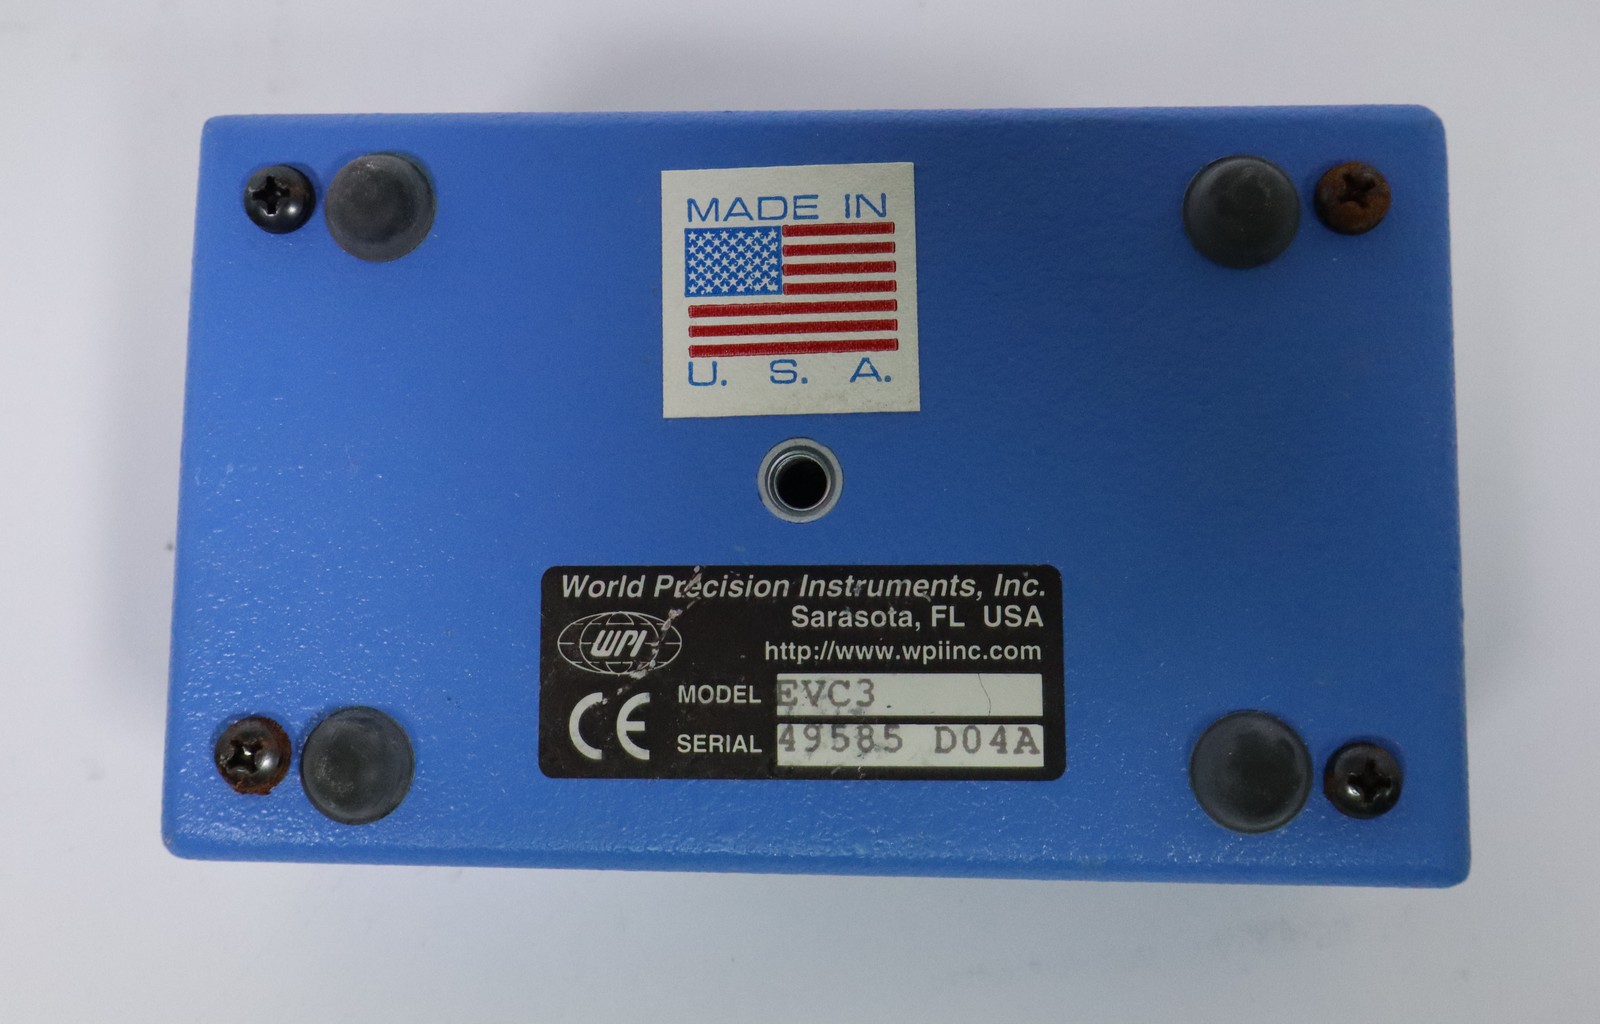 MADE IN
U. S. A.
World Precision Instruments, Inc.
Sarasota, FL USA
http://www.wpiinc.com
WPI
CE
MODEL EVC3
SERIAL 49585 D04A